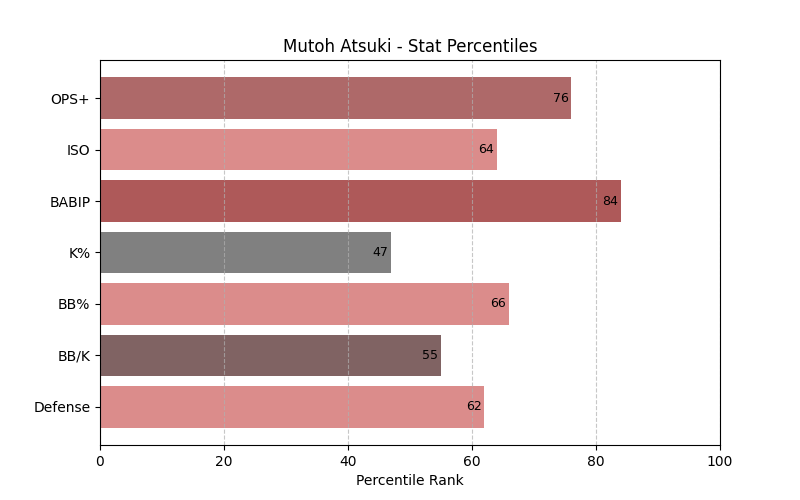 Mutoh Atsuki - Stat Percentiles
OPS+ 76
ISO 64
BABIP 84
K% 47
BB% 66
BB/K 55
Defense 62
0 20 40 60 80 100
Percentile Rank